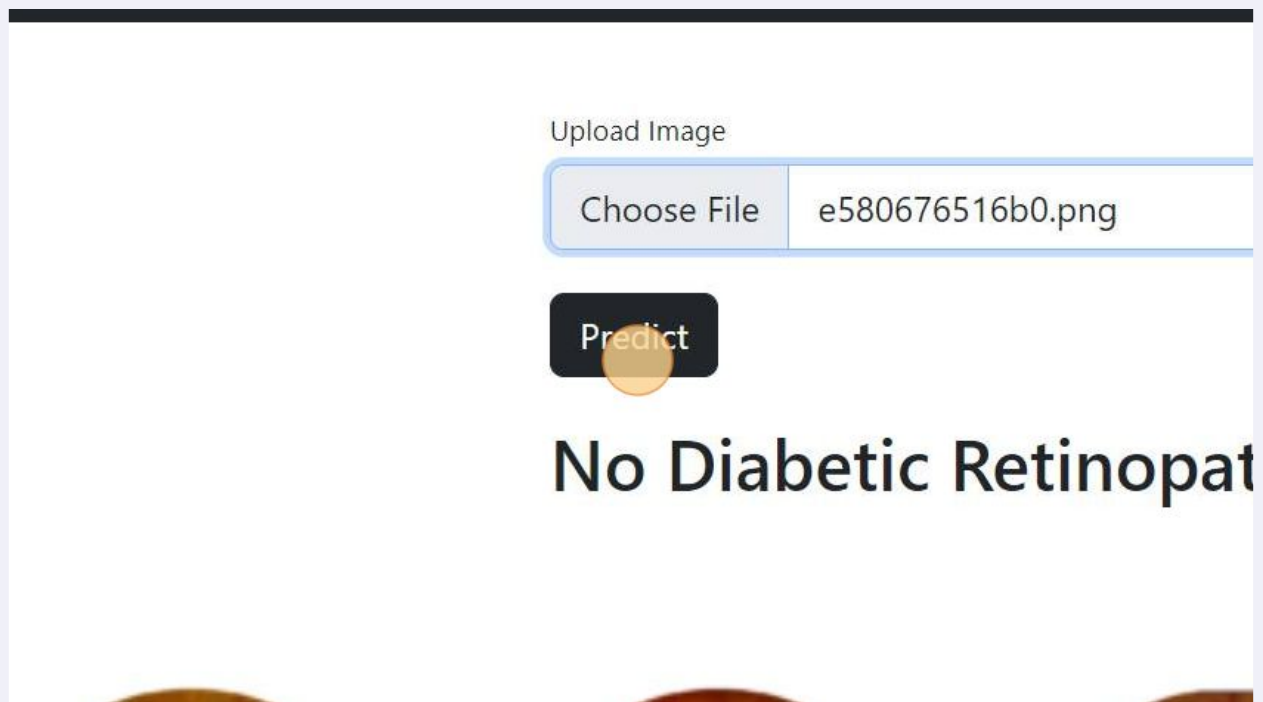 Upload Image
Choose File e580676516b0.png
Predict
No Diabetic Retinopat